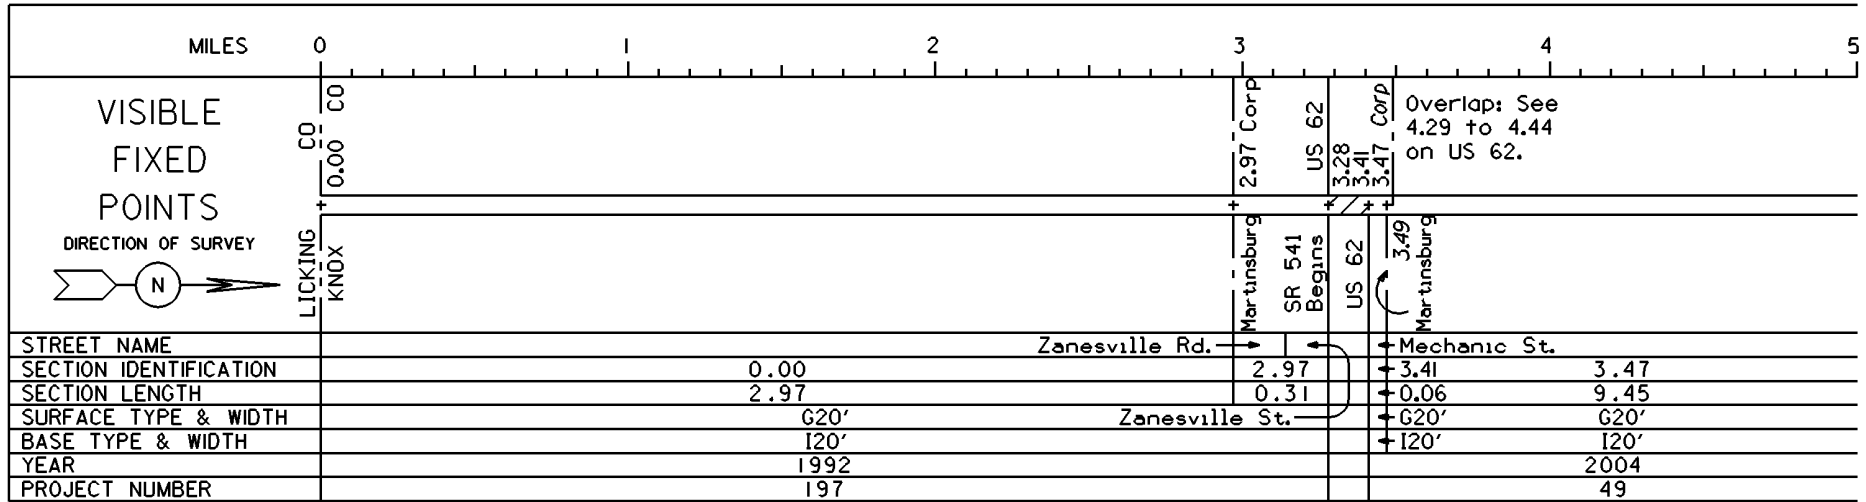 MILES 0 1 2 3 4 5
VISIBLE
FIXED
POINTS
DIRECTION OF SURVEY
N
LICKING CO
KNOX CO
0.00
2.97 Corp
Martinsburg
US 62
SR 541
Begins
3.28
3.41
US 62
3.47 Corp
3.49
Martinsburg
Overlap: See
4.29 to 4.44
on US 62.
STREET NAME Zanesville Rd. Mechanic St.
SECTION IDENTIFICATION 0.00 2.97 3.41 3.47
SECTION LENGTH 2.97 0.31 0.06 9.45
SURFACE TYPE & WIDTH G20' Zanesville St. G20' G20'
BASE TYPE & WIDTH I20' I20' I20'
YEAR 1992 2004
PROJECT NUMBER 197 49